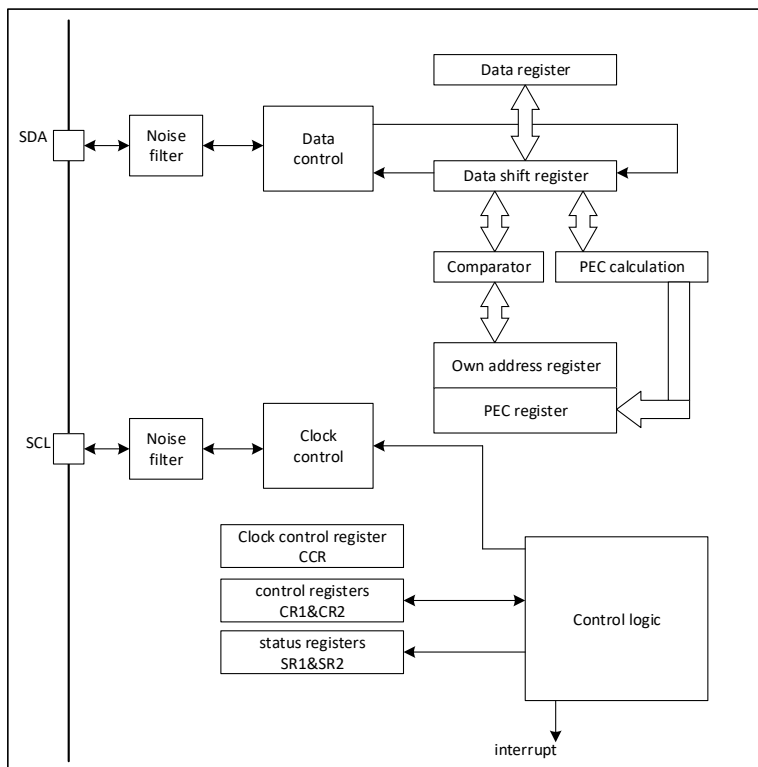 Data register
SDA
Noise
filter
Data
control
Data shift register
Comparator
PEC calculation
Own address register
PEC register
SCL
Noise
filter
Clock
control
Clock control register
CCR
control registers
CR1&CR2
status registers
SR1&SR2
Control logic
interrupt